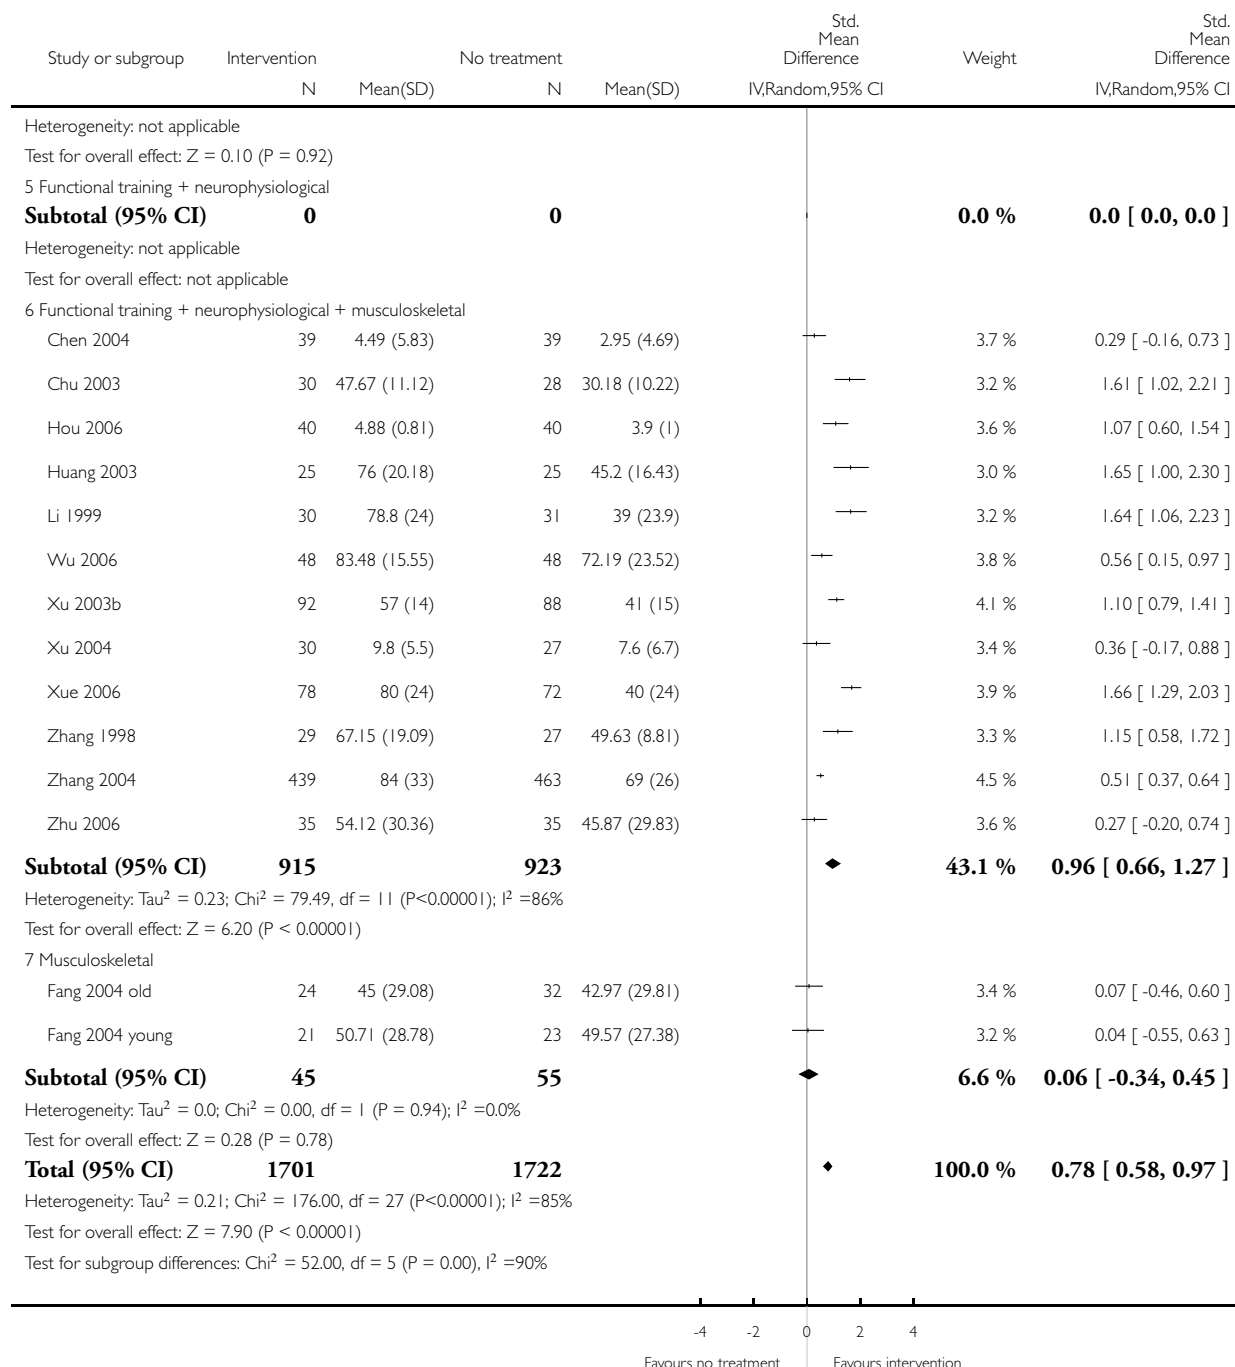 Std. Mean Difference Std. Mean Difference
Study or subgroup Intervention No treatment Weight
N Mean(SD) N Mean(SD) IV,Random,95% CI IV,Random,95% CI
Heterogeneity: not applicable
Test for overall effect: Z = 0.10 (P = 0.92)
5 Functional training + neurophysiological
Subtotal (95% CI) 0 0 0.0 % 0.0 [ 0.0, 0.0 ]
Heterogeneity: not applicable
Test for overall effect: not applicable
6 Functional training + neurophysiological + musculoskeletal
Chen 2004 39 4.49 (5.83) 39 2.95 (4.69) 3.7 % 0.29 [ -0.16, 0.73 ]
Chu 2003 30 47.67 (11.12) 28 30.18 (10.22) 3.2 % 1.61 [ 1.02, 2.21 ]
Hou 2006 40 4.88 (0.81) 40 3.9 (1) 3.6 % 1.07 [ 0.60, 1.54 ]
Huang 2003 25 76 (20.18) 25 45.2 (16.43) 3.0 % 1.65 [ 1.00, 2.30 ]
Li 1999 30 78.8 (24) 31 39 (23.9) 3.2 % 1.64 [ 1.06, 2.23 ]
Wu 2006 48 83.48 (15.55) 48 72.19 (23.52) 3.8 % 0.56 [ 0.15, 0.97 ]
Xu 2003b 92 57 (14) 88 41 (15) 4.1 % 1.10 [ 0.79, 1.41 ]
Xu 2004 30 9.8 (5.5) 27 7.6 (6.7) 3.4 % 0.36 [ -0.17, 0.88 ]
Xue 2006 78 80 (24) 72 40 (24) 3.9 % 1.66 [ 1.29, 2.03 ]
Zhang 1998 29 67.15 (19.09) 27 49.63 (8.81) 3.3 % 1.15 [ 0.58, 1.72 ]
Zhang 2004 439 84 (33) 463 69 (26) 4.5 % 0.51 [ 0.37, 0.64 ]
Zhu 2006 35 54.12 (30.36) 35 45.87 (29.83) 3.6 % 0.27 [ -0.20, 0.74 ]
Subtotal (95% CI) 915 923 43.1 % 0.96 [ 0.66, 1.27 ]
Heterogeneity: Tau² = 0.23; Chi² = 79.49, df = 11 (P<0.00001); I² =86%
Test for overall effect: Z = 6.20 (P < 0.00001)
7 Musculoskeletal
Fang 2004 old 24 45 (29.08) 32 42.97 (29.81) 3.4 % 0.07 [ -0.46, 0.60 ]
Fang 2004 young 21 50.71 (28.78) 23 49.57 (27.38) 3.2 % 0.04 [ -0.55, 0.63 ]
Subtotal (95% CI) 45 55 6.6 % 0.06 [ -0.34, 0.45 ]
Heterogeneity: Tau² = 0.0; Chi² = 0.00, df = 1 (P = 0.94); I² =0.0%
Test for overall effect: Z = 0.28 (P = 0.78)
Total (95% CI) 1701 1722 100.0 % 0.78 [ 0.58, 0.97 ]
Heterogeneity: Tau² = 0.21; Chi² = 176.00, df = 27 (P<0.00001); I² =85%
Test for overall effect: Z = 7.90 (P < 0.00001)
Test for subgroup differences: Chi² = 52.00, df = 5 (P = 0.00), I² =90%
-4 -2 0 2 4
Favours no treatment Favours intervention